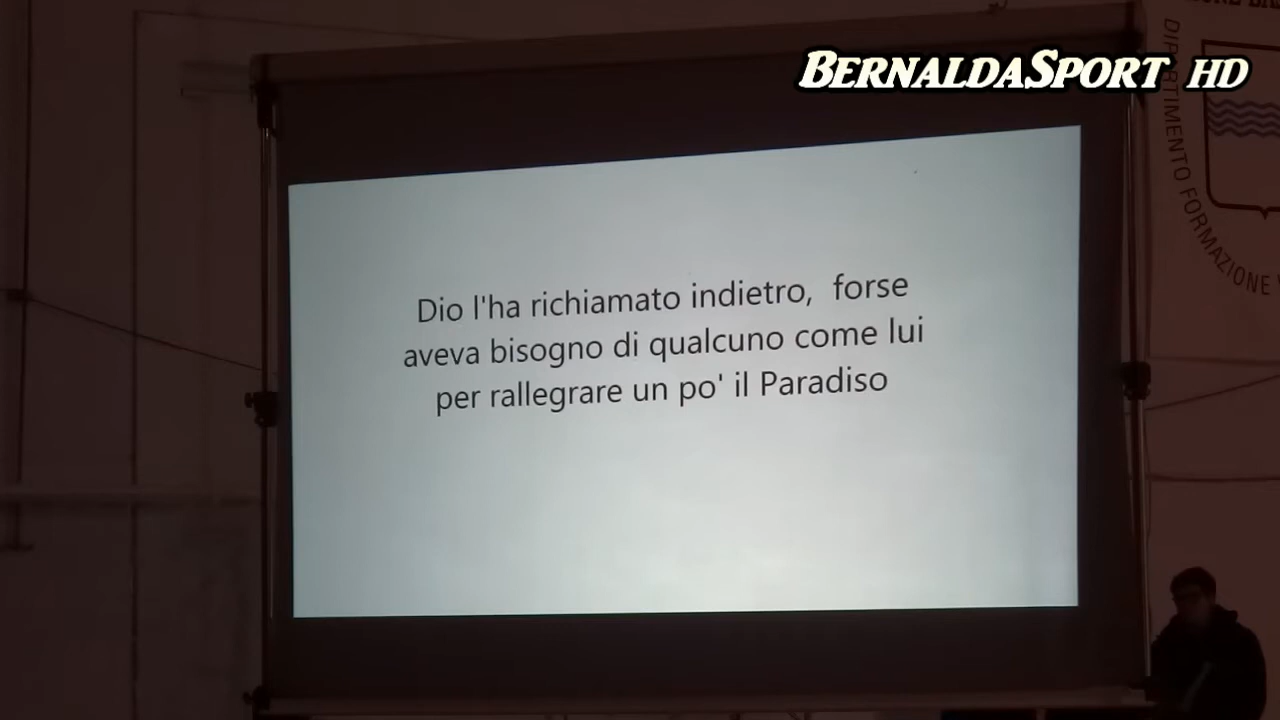 BERNALDASPORT HD
DIPARTIMENTO FORMAZIONE
Dio l'ha richiamato indietro, forse
aveva bisogno di qualcuno come lui
per rallegrare un po' il Paradiso